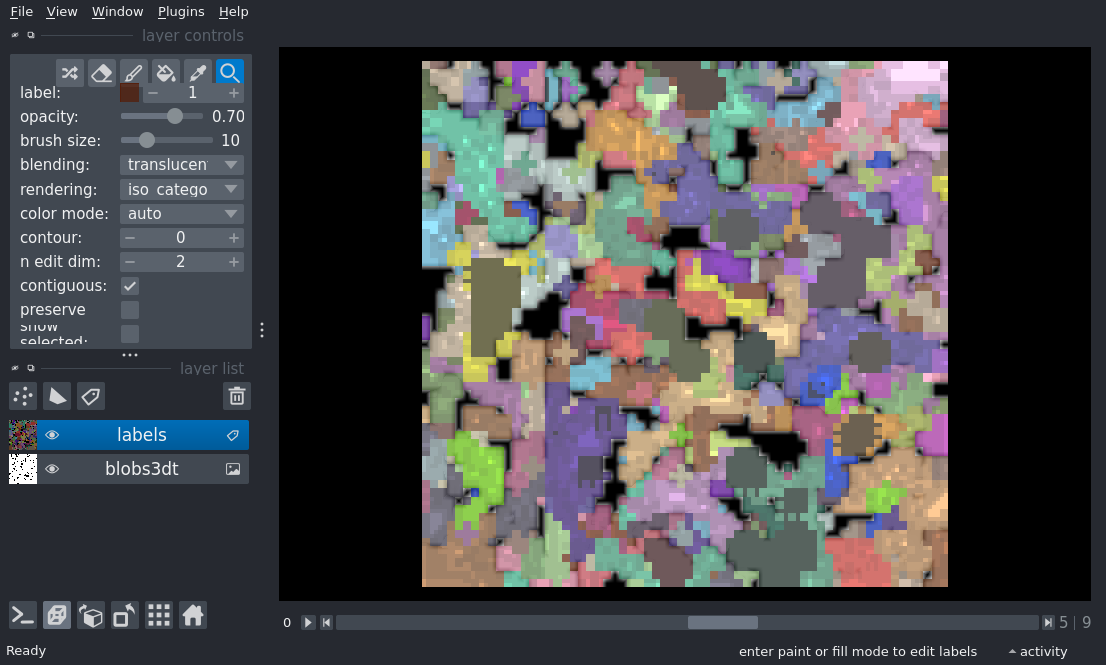 File View Window Plugins Help
layer controls
label: 1
opacity: 0.70
brush size: 10
blending: translucen
rendering: iso_catego
color mode: auto
contour: 0
n edit dim: 2
contiguous:
preserve
show
selected:
layer list
labels
blobs3dt
0 5 | 9
Ready enter paint or fill mode to edit labels activity